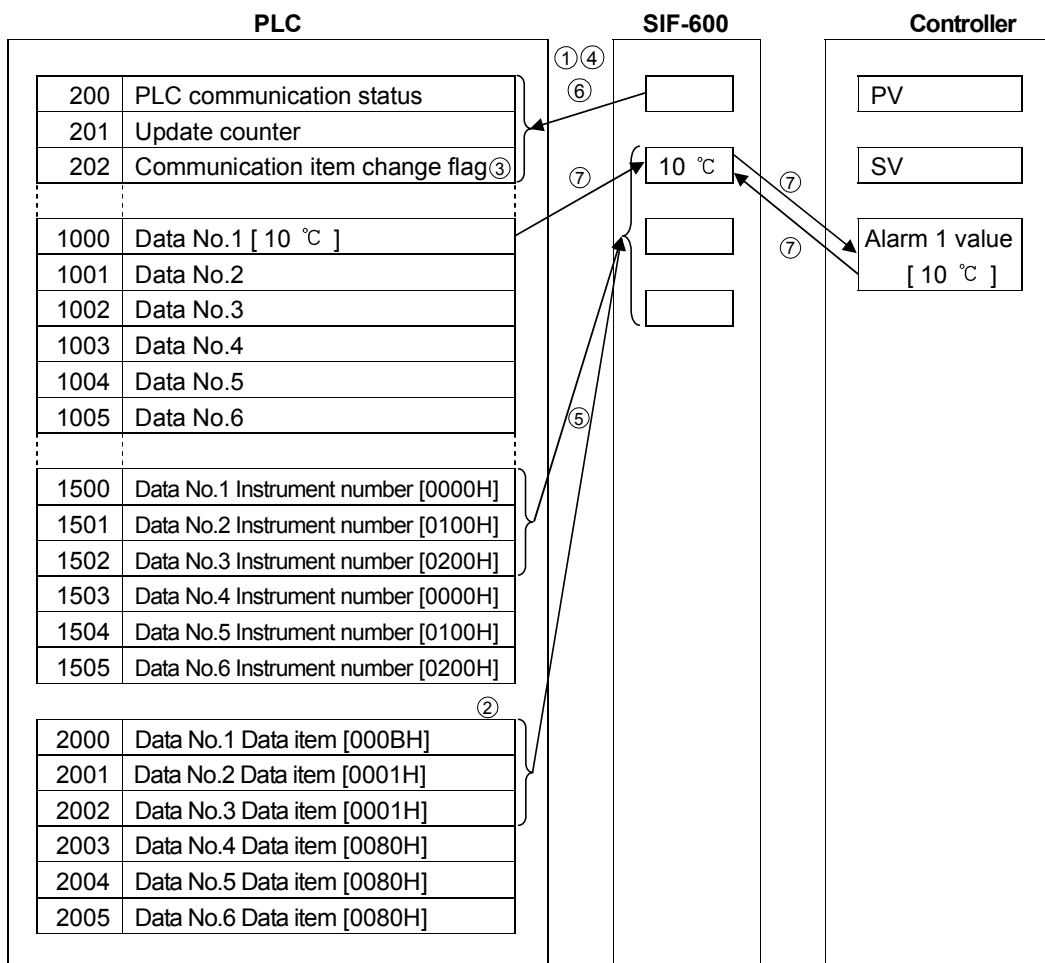 PLC SIF-600 Controller
①④
200 PLC communication status ⑥ PV
201 Update counter
202 Communication item change flag③ 10 ℃ SV
⑦ ⑦
1000 Data No.1 [ 10 ℃ ] ⑦ Alarm 1 value
1001 Data No.2 [ 10 ℃ ]
1002 Data No.3
1003 Data No.4
1004 Data No.5
1005 Data No.6 ⑤
1500 Data No.1 Instrument number [0000H]
1501 Data No.2 Instrument number [0100H]
1502 Data No.3 Instrument number [0200H]
1503 Data No.4 Instrument number [0000H]
1504 Data No.5 Instrument number [0100H]
1505 Data No.6 Instrument number [0200H]
②
2000 Data No.1 Data item [000BH]
2001 Data No.2 Data item [0001H]
2002 Data No.3 Data item [0001H]
2003 Data No.4 Data item [0080H]
2004 Data No.5 Data item [0080H]
2005 Data No.6 Data item [0080H]